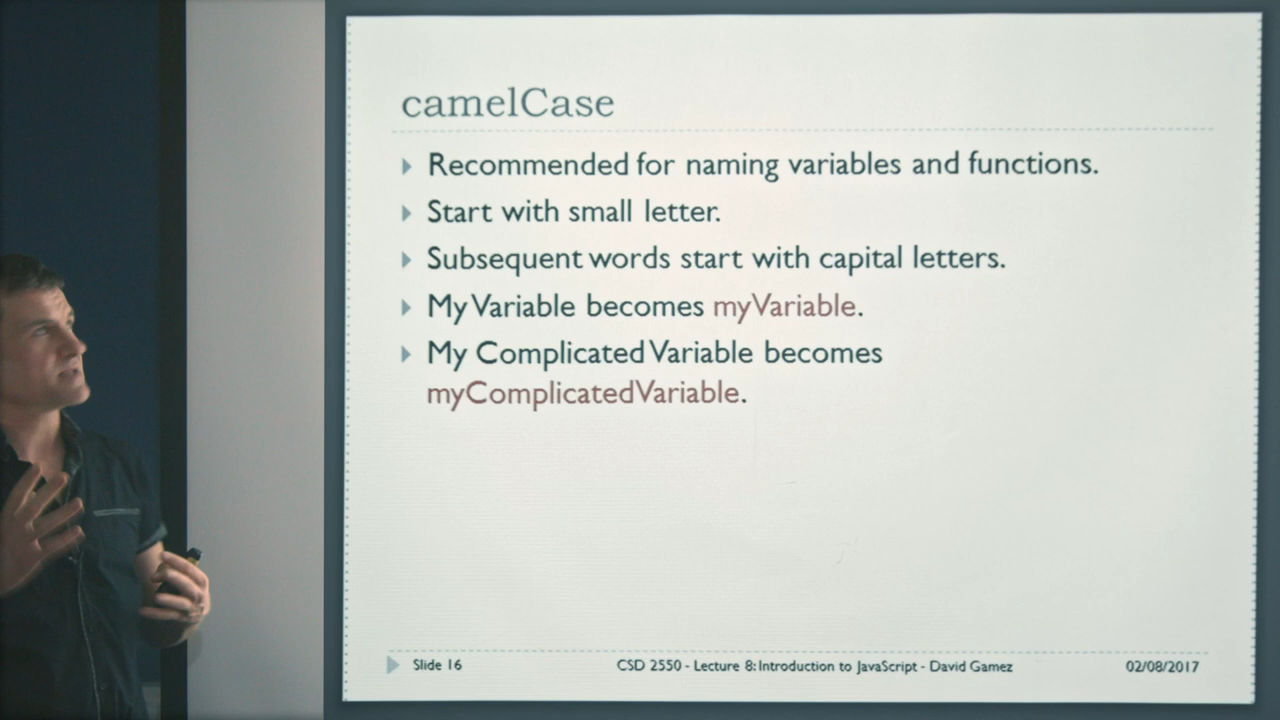 camelCase
Recommended for naming variables and functions.
Start with small letter.
Subsequent words start with capital letters.
My Variable becomes myVariable.
My Complicated Variable becomes
myComplicatedVariable.
Slide 16
CSD 2550 - Lecture 8: Introduction to JavaScript - David Gamez
02/08/2017